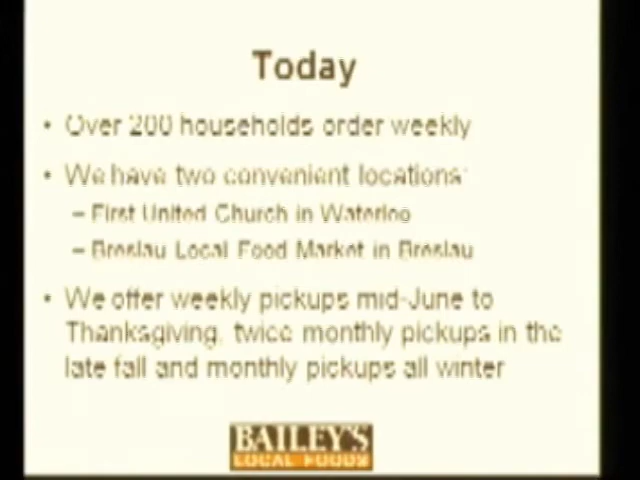 Today
• Over 200 households order weekly
• We have two convenient locations:
– First United Church in Waterloo
– Breslau Local Food Market in Breslau
• We offer weekly pickups mid-June to
Thanksgiving, twice monthly pickups in the
late fall and monthly pickups all winter
BAILEY'S
LOCAL FOODS